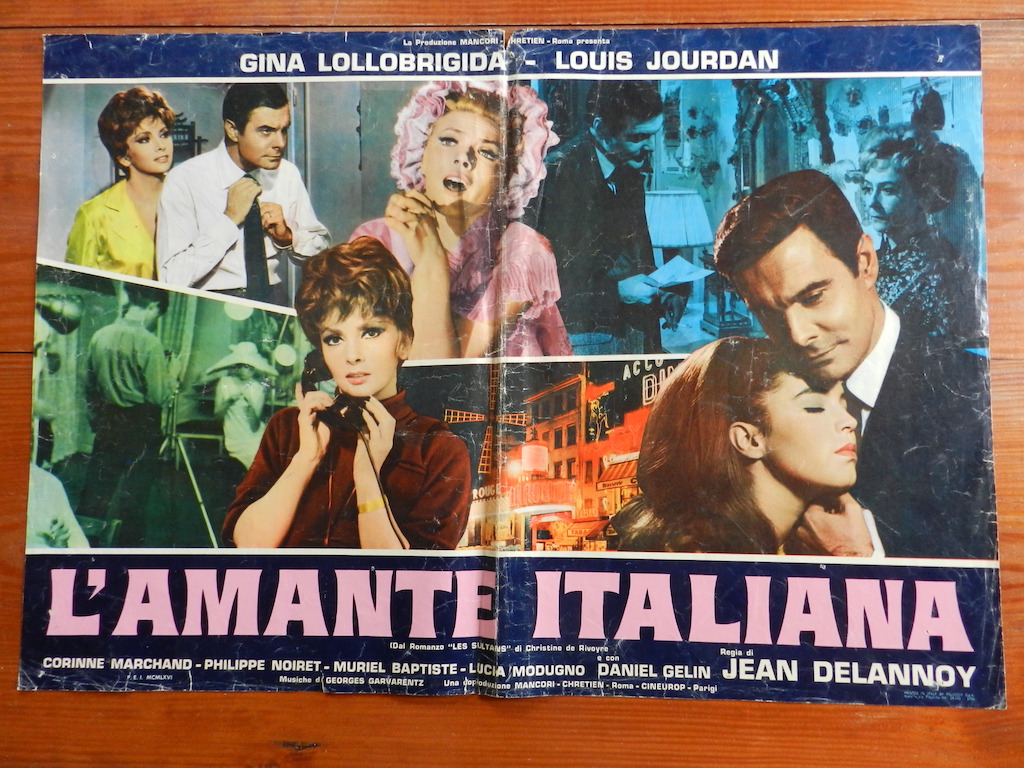 La Produzione MANCORI - CHRETIEN - Roma presenta
GINA LOLLOBRIGIDA - LOUIS JOURDAN
ROUGE
L'AMANTE ITALIANA
(Dal Romanzo "LES SULTANS" di Christine de Rivoyre
CORINNE MARCHAND - PHILIPPE NOIRET - MURIEL BAPTISTE - LUCIA MODUGNO e con DANIEL GELIN
Regia di
JEAN DELANNOY
P.E.I. MCMLXVI
Musiche di GEORGES GARVARENTZ Una coproduzione MANCORI - CHRETIEN - Roma - CINEUROP - Parigi